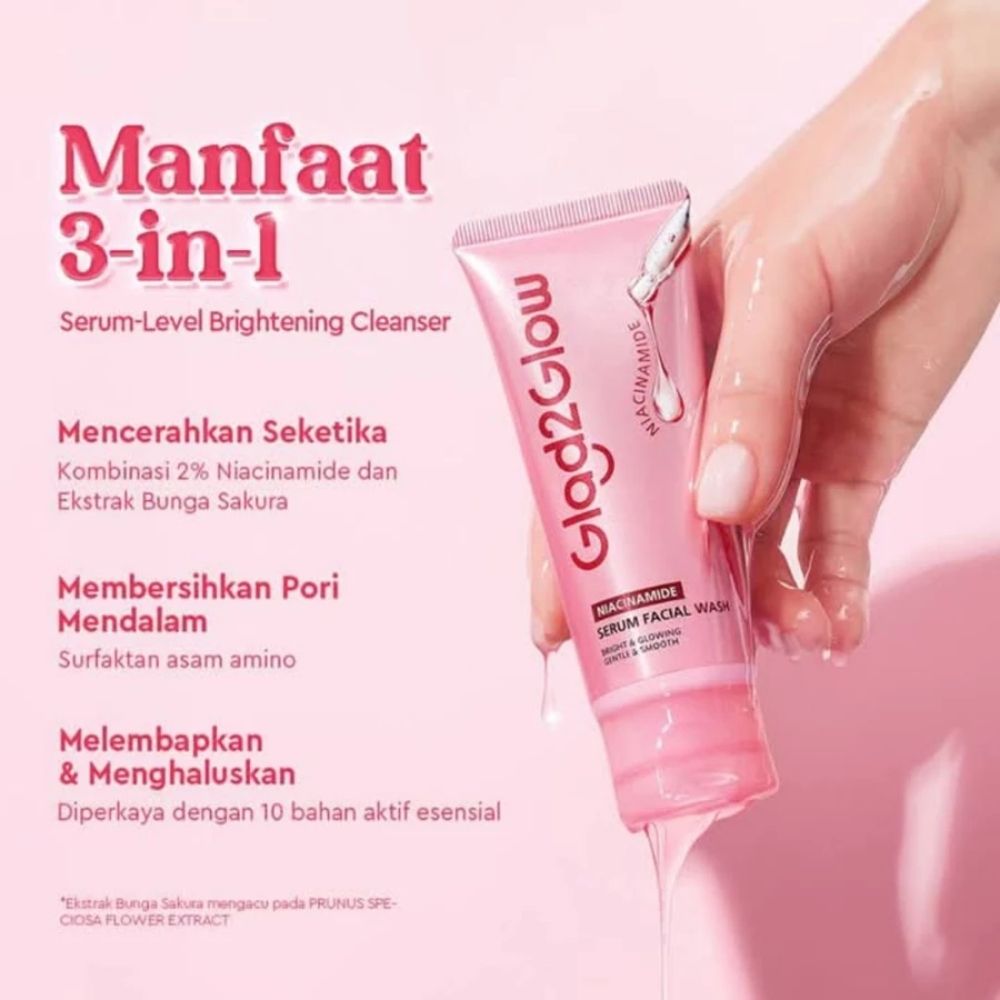 Manfaat
3-in-1
Serum-Level Brightening Cleanser
Mencerahkan Seketika
Kombinasi 2% Niacinamide dan
Ekstrak Bunga Sakura
Membersihkan Pori
Mendalam
Surfaktan asam amino
Melembapkan
& Menghaluskan
Diperkaya dengan 10 bahan aktif esensial
*Ekstrak Bunga Sakura mengacu pada PRUNUS SPE-
CIOSA FLOWER EXTRACT
Glad2Glow
NIACINAMIDE
NIACINAMIDE
SERUM FACIAL WASH
BRIGHT & GLOWING
GENTLE & SMOOTH